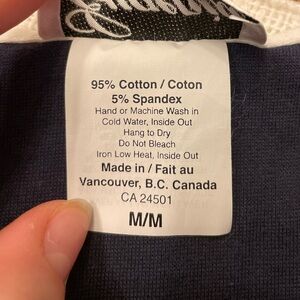 95% Cotton / Coton
5% Spandex
Hand or Machine Wash in
Cold Water, Inside Out
Hang to Dry
Do Not Bleach
Iron Low Heat, Inside Out
Made in / Fait au
Vancouver, B.C. Canada
CA 24501
M/M